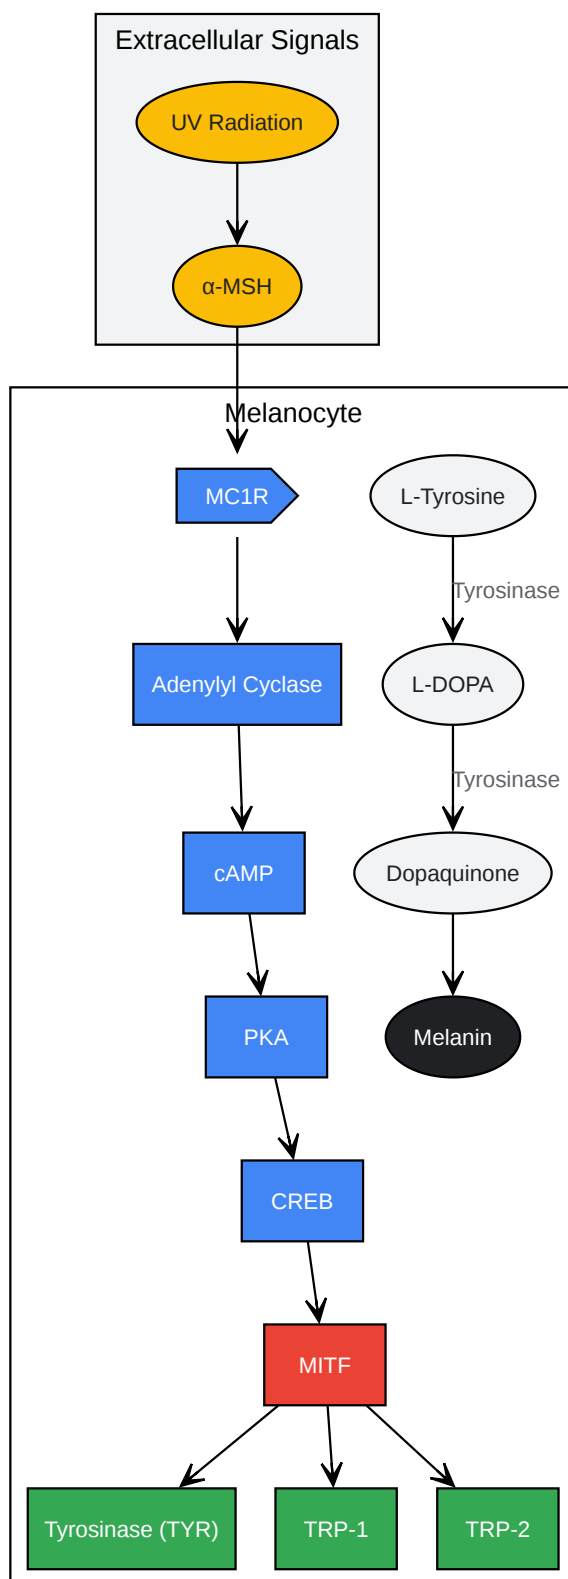 Extracellular Signals
UV Radiation
α-MSH
Melanocyte
MC1R
L-Tyrosine
Tyrosinase
Adenylyl Cyclase
L-DOPA
Tyrosinase
cAMP
Dopaquinone
PKA
Melanin
CREB
MITF
Tyrosinase (TYR)
TRP-1
TRP-2